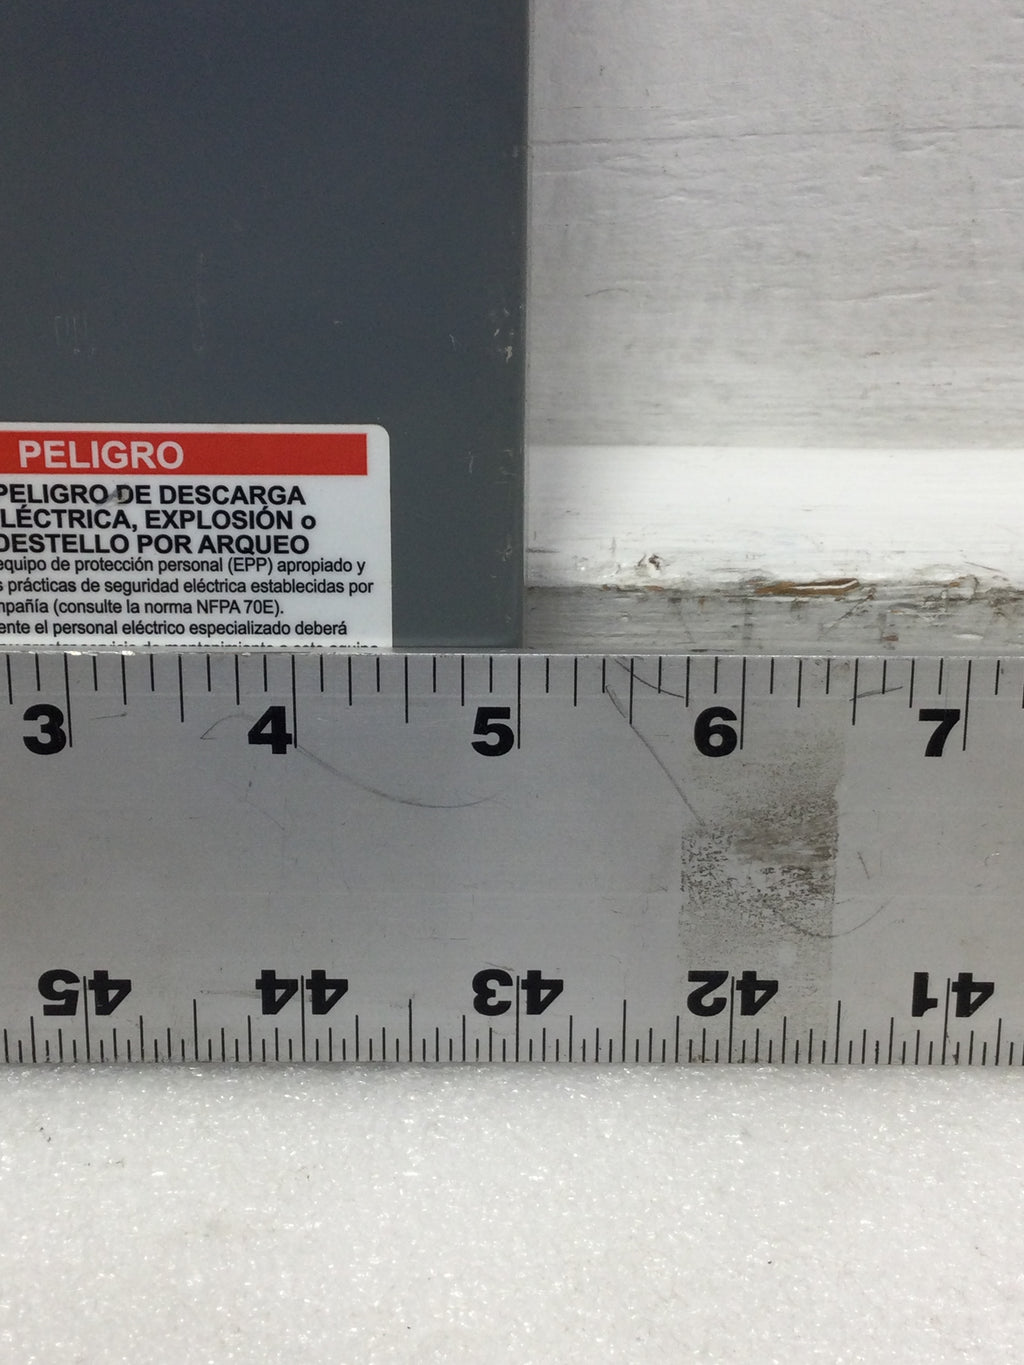 PELIGRO
PELIGRO DE DESCARGA
LÉCTRICA, EXPLOSIÓN o
DESTELLO POR ARQUEO
equipo de protección personal (EPP) apropiado y
s prácticas de seguridad eléctrica establecidas por
mpañía (consulte la norma NFPA 70E).
ente el personal eléctrico especializado deberá
3 4 5 6 7
45 44 43 42 41